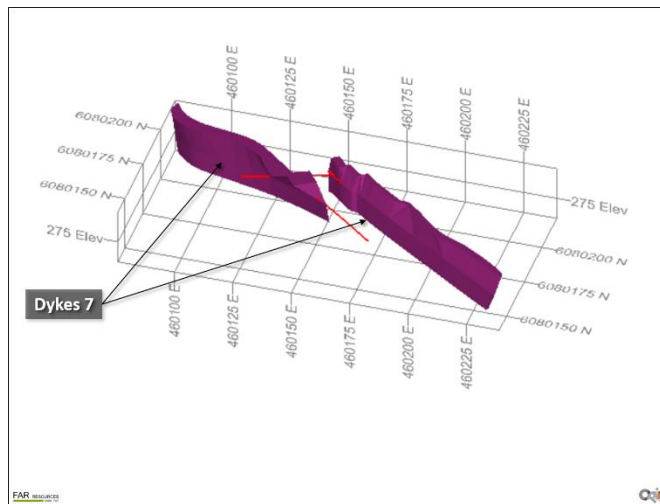 460100 E
460125 E
460150 E
460175 E
460200 E
460225 E
6080200 N
6080175 N
6080150 N
275 Elev
275 Elev
6080200 N
6080175 N
6080150 N
Dykes 7
460100 E
460125 E
460150 E
460175 E
460200 E
460225 E
FAR RESOURCES